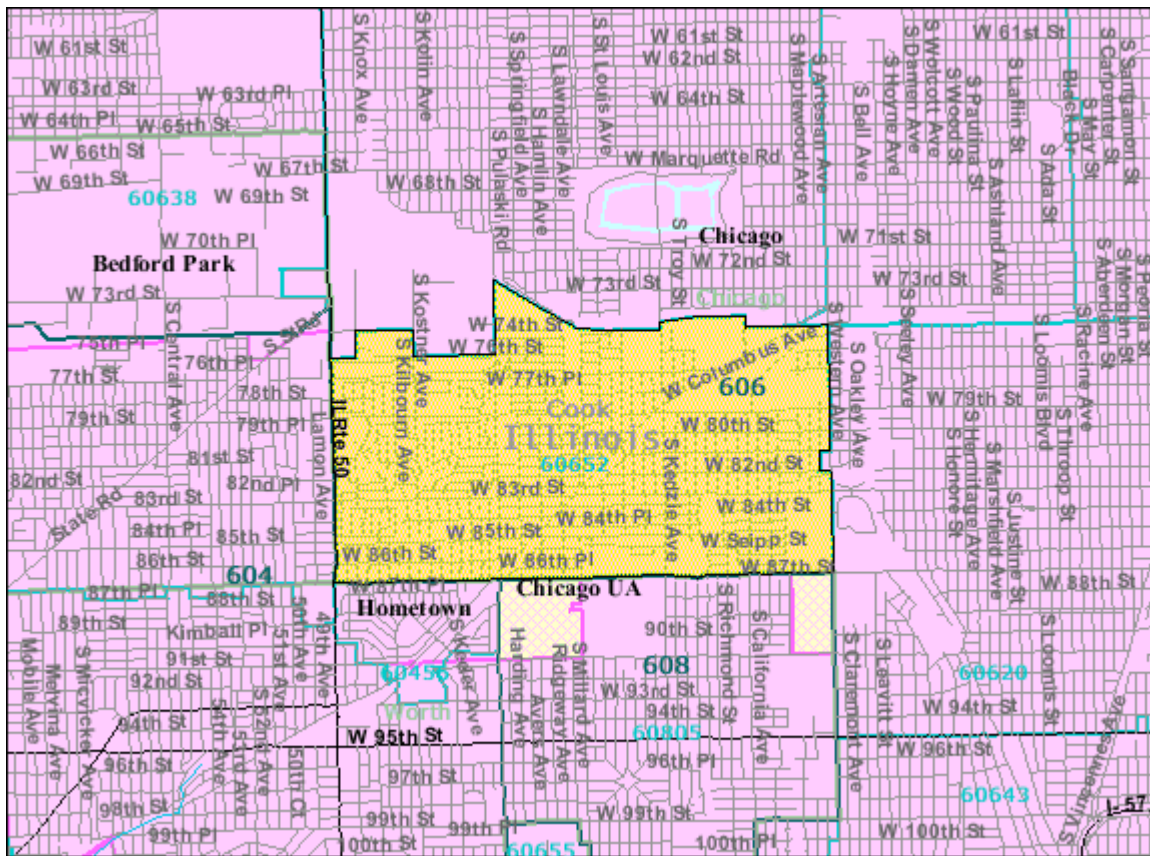 W 61st St
S Knox Ave
S Kolin Ave
S Springfield Ave
S Lawndale Ave
S St Louis Ave
W 61st St
W 62nd St
S Maplewood Ave
S Artesian Ave
S Damen Ave
S Wolcott Ave
W 61st St
S Carpenter St
S Sangamon St
W 63rd St
W 63rd Pl
W 64th St
S Bell Ave
S Hoyne Ave
S Wood St
S Paulina St
S Laflin St
Black Dr
S May St
W 64th Pl
W 65th St
S Hamlin Ave
S Pulaski Rd
W 66th St
W 67th St
W Marquette Rd
S Ashland Ave
S Ada St
W 69th St
60638
W 69th St
W 68th St
S Troy St
W 70th Pl
Chicago
W 71st St
Bedford Park
W 72nd St
S Aberdeen St
S Morgan St
S Peoria St
W 73rd St
S Kostner Ave
W 73rd St
W 73rd St
Chicago
S Central Ave
S St Rd
W 74th St
S Western Ave
S Seeley Ave
S Loomis Blvd
S Racine Ave
75th Pl
76th Pl
S Kilbourn Ave
W 76th St
W Columbus Ave
S Oakley Ave
77th St
78th St
W 77th Pl
606
W 79th St
79th St
79th Pl
Lamon Ave
ILRte 50
Cook
W 80th St
S Hermitage Ave
S Throop St
Illinois
81st St
60652
S Kedzie Ave
W 82nd St
S Honore St
S Marshfield Ave
82nd St
82nd Pl
W 83rd St
83rd St
State Rd
W 84th St
S Justine St
84th Pl
85th St
W 85th St
W 84th Pl
86th St
W 86th St
W 86th Pl
W Seipp St
604
W 87th St
87th Pl
88th St
W 87th Pl
Chicago UA
W 88th St
50th Ave
49th Ave
Hometown
S Richmond St
S California Ave
89th St
Kimball Pl
51st Ave
Harding Ave
S Millard Ave
90th St
S Claremont Ave
S Leavitt St
S Loomis St
Mobile Ave
Melvina Ave
S Mcvicker Ave
91st St
60456
Ridgeway Ave
608
60620
92nd St
S 52nd Ave
W 93rd St
94th St
54th Ave
53rd Ave
Worth
Avers Ave
94th St
W 94th St
S Vincennes Ave
W 95th St
60805
96th St
50th Ct
96th Pl
W 96th St
97th St
60643
98th St
I- 57
99th Pl
99th St
99th Pl
W 99th St
100th St
60655
100th Pl
W 100th St